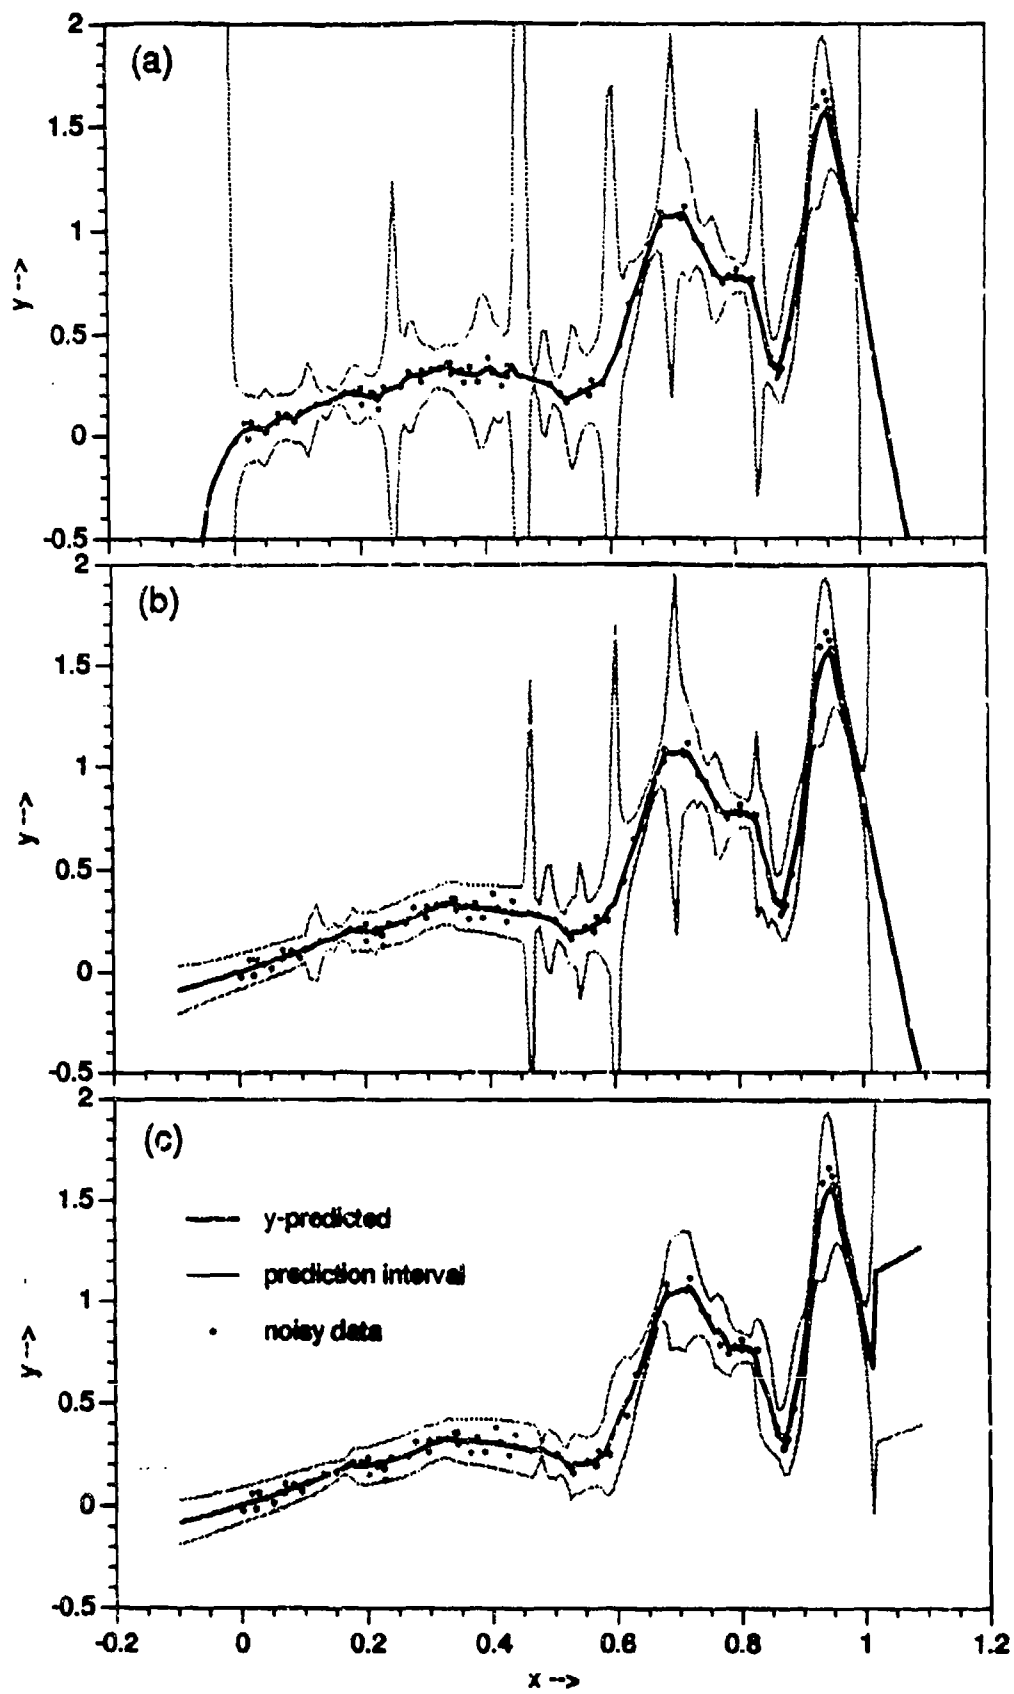 2
(a)
1.5
1
y -->
0.5
0
-0.5
2
(b)
1.5
1
y -->
0.5
0
-0.5
2
(c)
1.5
y-predicted
prediction interval
1
noisy data
y -->
0.5
0
-0.5
-0.2 0 0.2 0.4 0.6 0.8 1 1.2
x -->